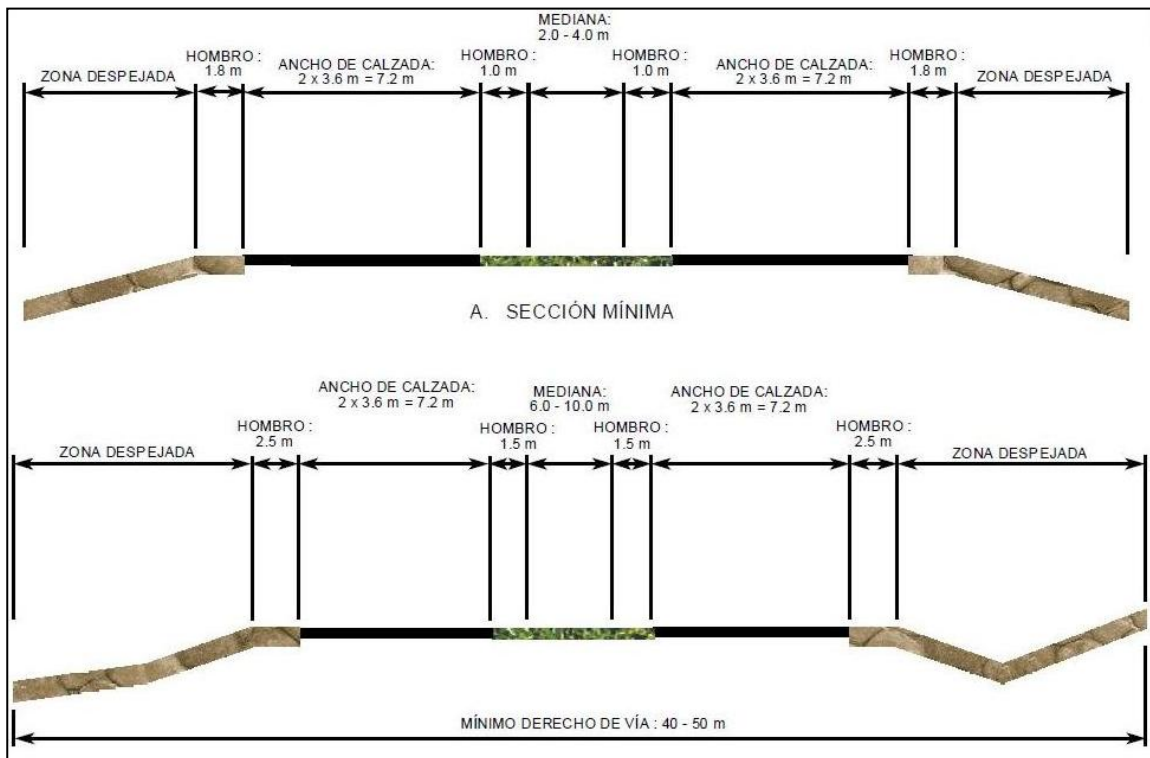 MEDIANA:
2.0 - 4.0 m
HOMBRO :
1.8 m
HOMBRO :
1.0 m
HOMBRO :
1.0 m
HOMBRO :
1.8 m
ZONA DESPEJADA
ANCHO DE CALZADA:
2 x 3.6 m = 7.2 m
ANCHO DE CALZADA:
2 x 3.6 m = 7.2 m
ZONA DESPEJADA
A. SECCIÓN MÍNIMA
ANCHO DE CALZADA:
2 x 3.6 m = 7.2 m
MEDIANA:
6.0 - 10.0 m
ANCHO DE CALZADA:
2 x 3.6 m = 7.2 m
ZONA DESPEJADA
HOMBRO :
2.5 m
HOMBRO :
1.5 m
HOMBRO :
1.5 m
HOMBRO :
2.5 m
ZONA DESPEJADA
MÍNIMO DERECHO DE VÍA : 40 - 50 m